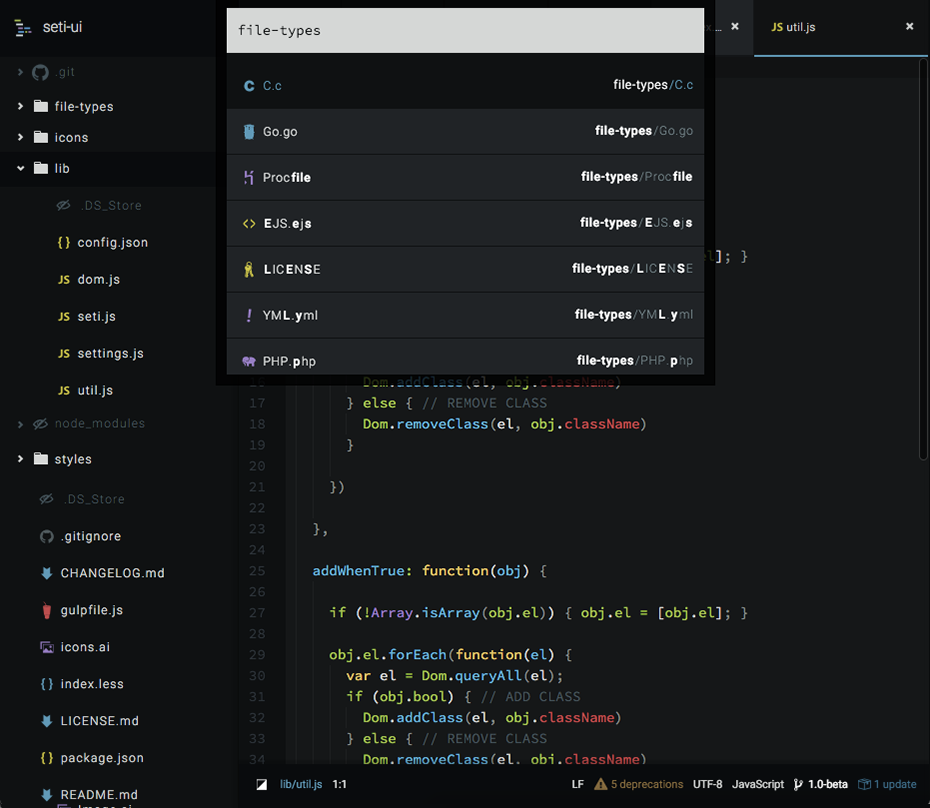 seti-ui
.git
file-types
icons
lib
.DS_Store
config.json
dom.js
seti.js
settings.js
util.js
node_modules
styles
.DS_Store
.gitignore
CHANGELOG.md
gulpfile.js
icons.ai
index.less
LICENSE.md
package.json
README.md
file-types
C.c file-types/C.c
Go.go file-types/Go.go
Procfile file-types/Procfile
EJS.ejs file-types/EJS.ejs
LICENSE file-types/LICENSE
YML.yml file-types/YML.yml
PHP.php file-types/PHP.php
JS util.js
el]; }
16 Dom.addClass(el, obj.className)
17 } else { // REMOVE CLASS
18 Dom.removeClass(el, obj.className)
19 }
20
21 })
22
23 },
24
25 addWhenTrue: function(obj) {
26
27 if (!Array.isArray(obj.el)) { obj.el = [obj.el]; }
28
29 obj.el.forEach(function(el) {
30 var el = Dom.queryAll(el);
31 if (obj.bool) { // ADD CLASS
32 Dom.addClass(el, obj.className)
33 } else { // REMOVE CLASS
34 Dom.removeClass(el, obj.className)
lib/util.js 1:1 LF 5 deprecations UTF-8 JavaScript 1.0-beta 1 update